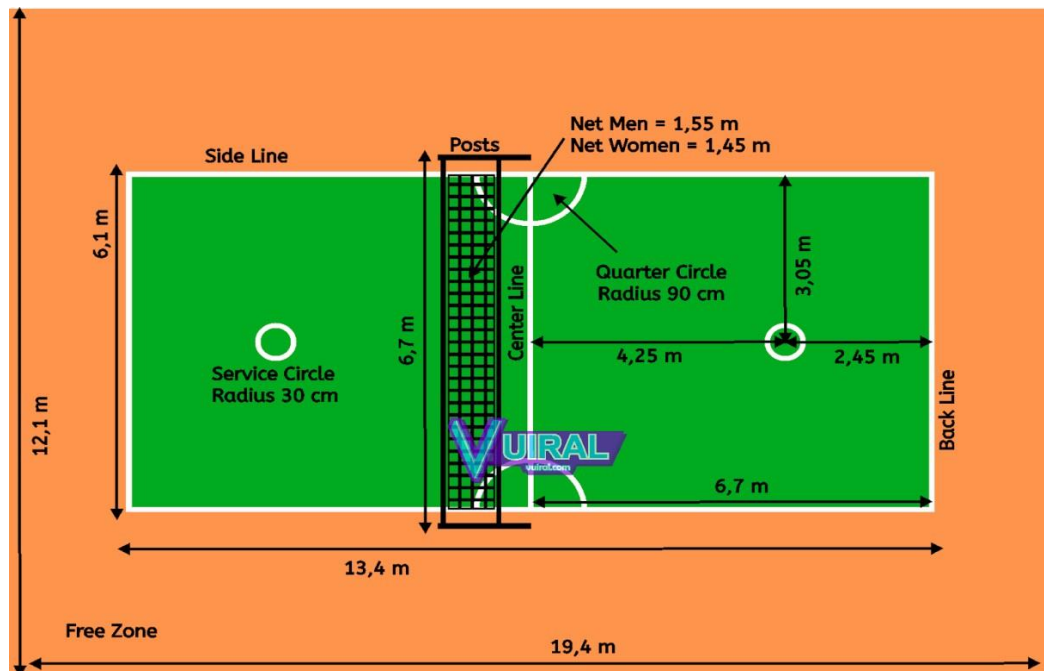 Net Men = 1,55 m
Net Women = 1,45 m
Posts
Side Line
6,1 m
Quarter Circle
Radius 90 cm
3,05 m
Center Line
6,7 m
4,25 m
2,45 m
Service Circle
Radius 30 cm
Back Line
12,1 m
VUIRAL
vuiral.com
6,7 m
13,4 m
Free Zone
19,4 m